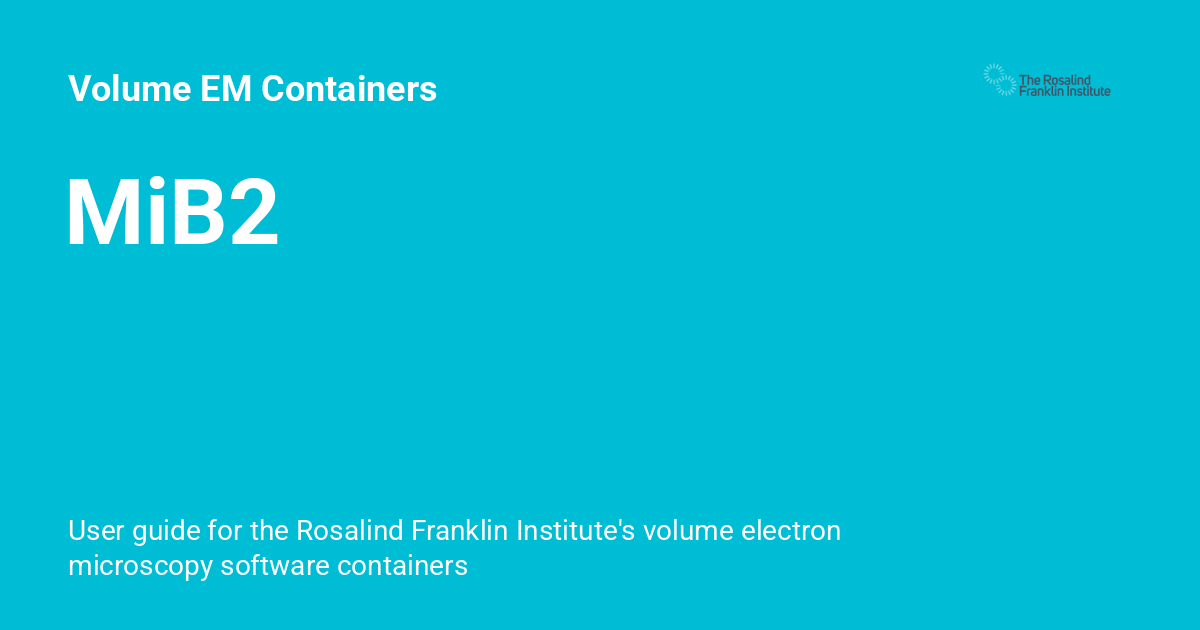 Volume EM Containers
The Rosalind
Franklin Institute
MiB2
User guide for the Rosalind Franklin Institute's volume electron
microscopy software containers